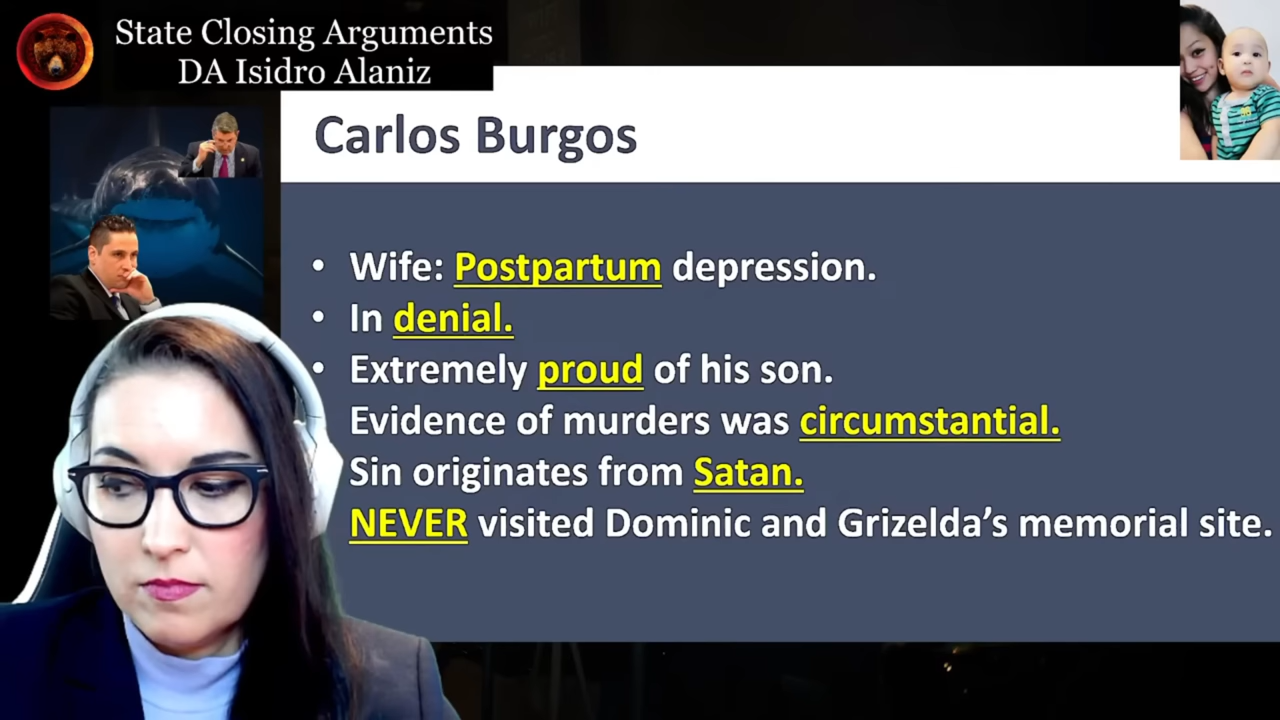 State Closing Arguments
DA Isidro Alaniz
Carlos Burgos
• Wife: Postpartum depression.
• In denial.
• Extremely proud of his son.
Evidence of murders was circumstantial.
Sin originates from Satan.
NEVER visited Dominic and Grizelda’s memorial site.